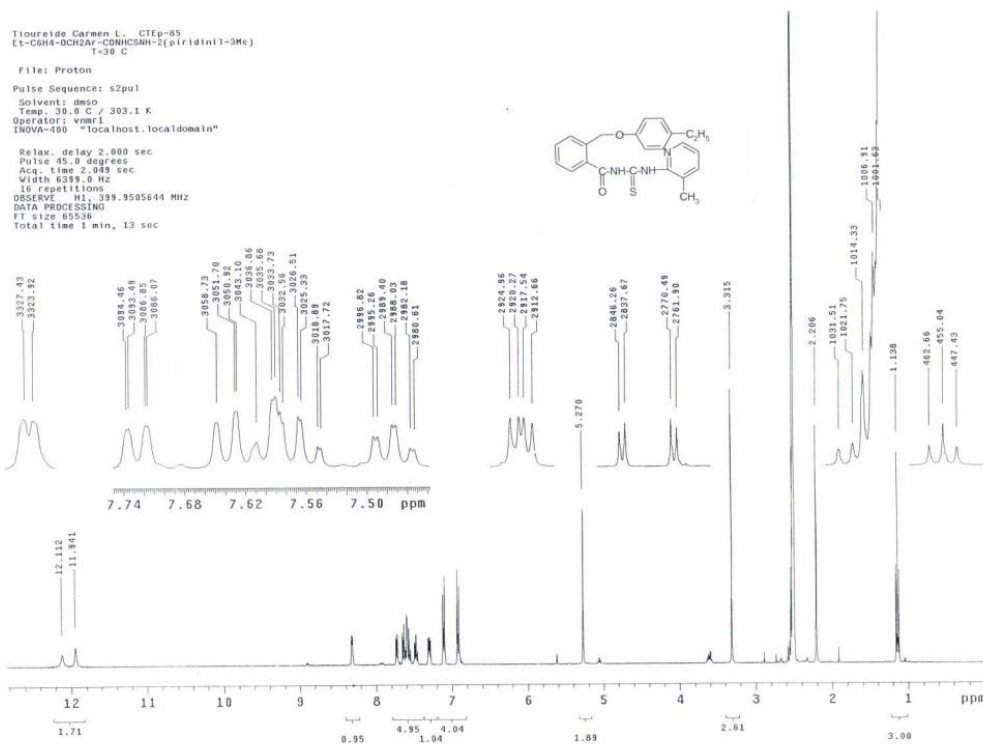 Tioureide Carmen L. CTEp-85
Et-C6H4-OCH2Ar-CONHCSNH-2(piridinil-3Me)
T=30 C
File: Proton
Pulse Sequence: s2pul
Solvent: dmso
Temp. 30.0 C / 303.1 K
Operator: vnmr1
INOVA-400 "localhost.localdomain"
Relax. delay 2.000 sec
Pulse 45.0 degrees
Acq. time 2.049 sec
Width 6399.0 Hz
16 repetitions
OBSERVE H1, 399.9505644 MHz
DATA PROCESSING
FT size 65536
Total time 1 min, 13 sec
O
C2H5
N
C
NH
C
NH
O
S
CH3
3327.43
3323.92
3094.46
3093.49
3086.85
3086.07
3058.73
3051.70
3050.92
3043.10
3036.86
3035.68
3033.73
3032.56
3026.51
3025.33
3018.89
3017.72
2996.82
2995.26
2989.40
2988.03
2982.18
2980.61
2924.96
2920.27
2917.54
2912.66
2846.26
2837.67
2770.49
2761.90
3.315
2.206
1031.51
1021.75
1014.33
1006.91
1001.63
1.138
462.66
455.04
447.43
5.270
7.74 7.68 7.62 7.56 7.50 ppm
12.112
11.941
12 11 10 9 8 7 6 5 4 3 2 1 ppm
1.71
0.95
4.95
1.04
4.04
1.89
2.61
3.00